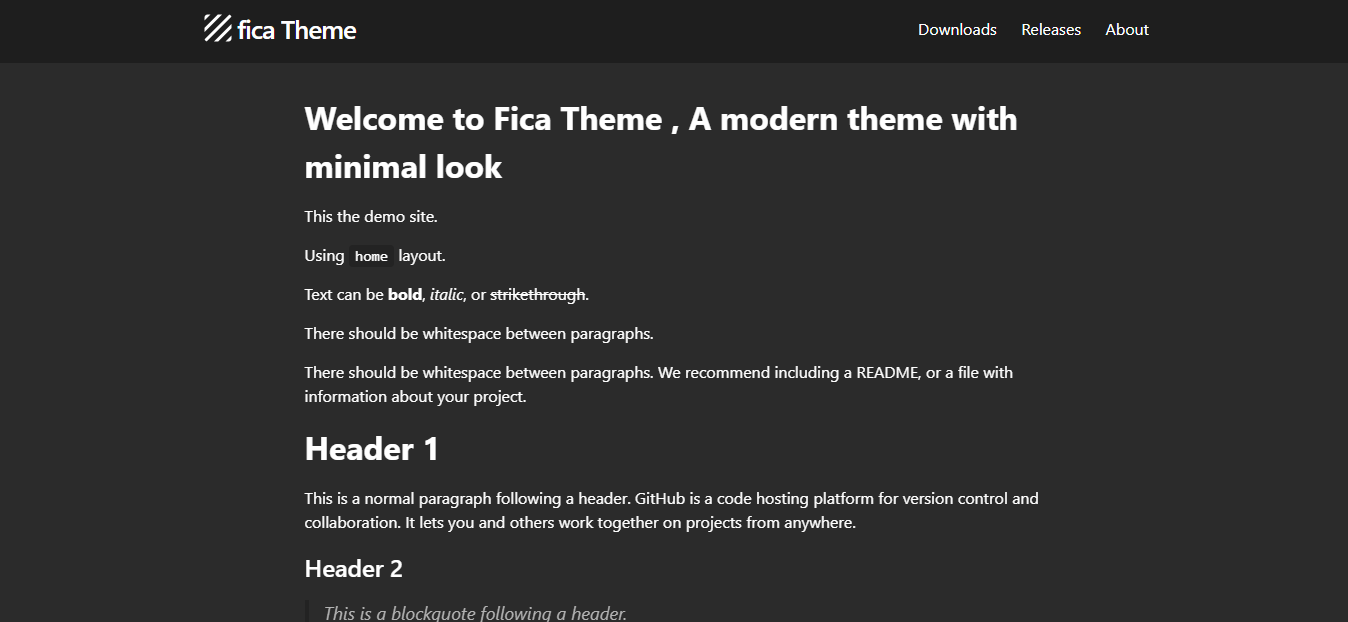 fica Theme
Downloads Releases About
Welcome to Fica Theme , A modern theme with
minimal look
This the demo site.
Using home layout.
Text can be bold, italic, or strikethrough.
There should be whitespace between paragraphs.
There should be whitespace between paragraphs. We recommend including a README, or a file with
information about your project.
Header 1
This is a normal paragraph following a header. GitHub is a code hosting platform for version control and
collaboration. It lets you and others work together on projects from anywhere.
Header 2
This is a blockquote following a header.